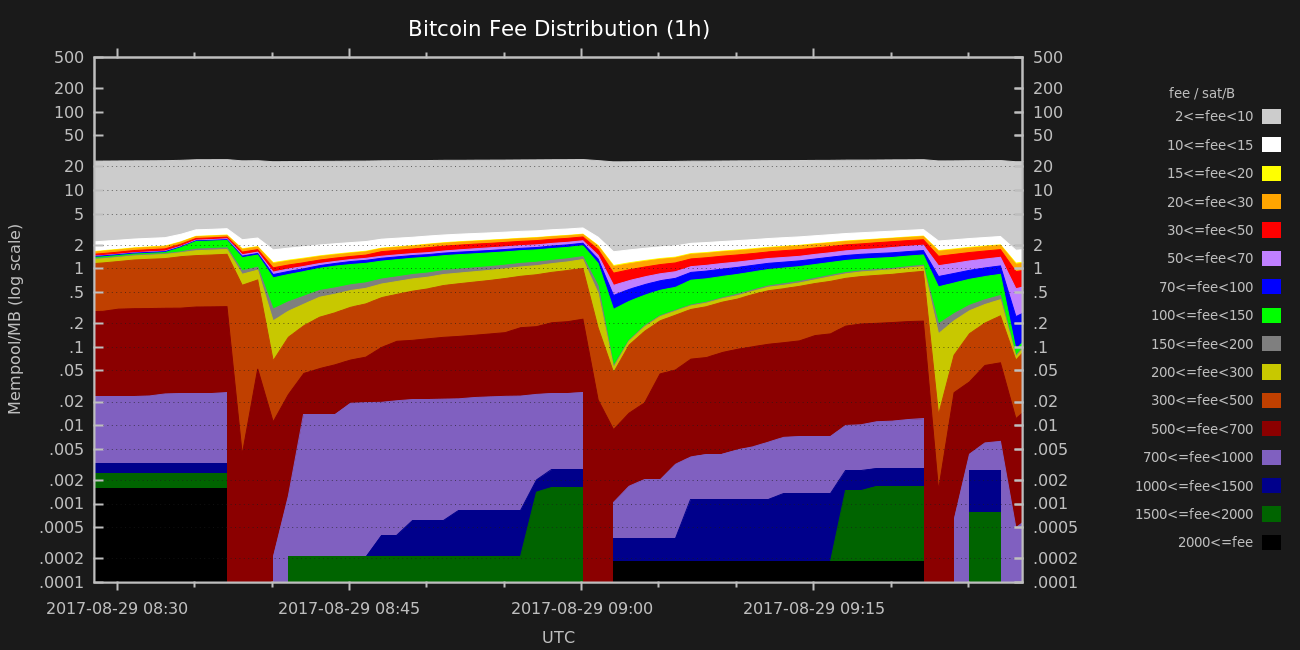 Bitcoin Fee Distribution (1h)
Mempool/MB (log scale)
500
200
100
50
20
10
5
2
1
.5
.2
.1
.05
.02
.01
.005
.002
.001
.0005
.0002
.0001
500
200
100
50
20
10
5
2
1
.5
.2
.1
.05
.02
.01
.005
.002
.001
.0005
.0002
.0001
2017-08-29 08:30
2017-08-29 08:45
2017-08-29 09:00
2017-08-29 09:15
UTC
fee / sat/B
2<=fee<10
10<=fee<15
15<=fee<20
20<=fee<30
30<=fee<50
50<=fee<70
70<=fee<100
100<=fee<150
150<=fee<200
200<=fee<300
300<=fee<500
500<=fee<700
700<=fee<1000
1000<=fee<1500
1500<=fee<2000
2000<=fee